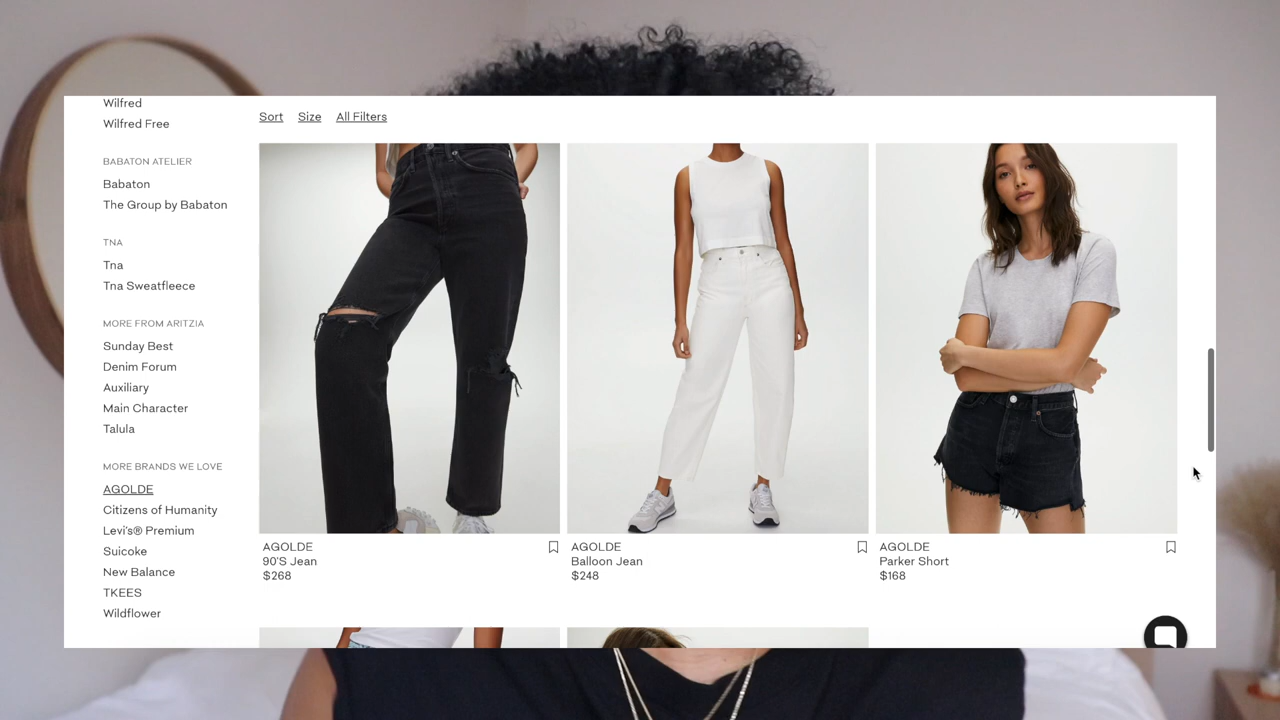 Wilfred
Wilfred Free
BABATON ATELIER
Babaton
The Group by Babaton
TNA
Tna
Tna Sweatfleece
MORE FROM ARITZIA
Sunday Best
Denim Forum
Auxiliary
Main Character
Talula
MORE BRANDS WE LOVE
AGOLDE
Citizens of Humanity
Levi's® Premium
Suicoke
New Balance
TKEES
Wildflower
Sort Size All Filters
AGOLDE
90'S Jean
$268
AGOLDE
Balloon Jean
$248
AGOLDE
Parker Short
$168